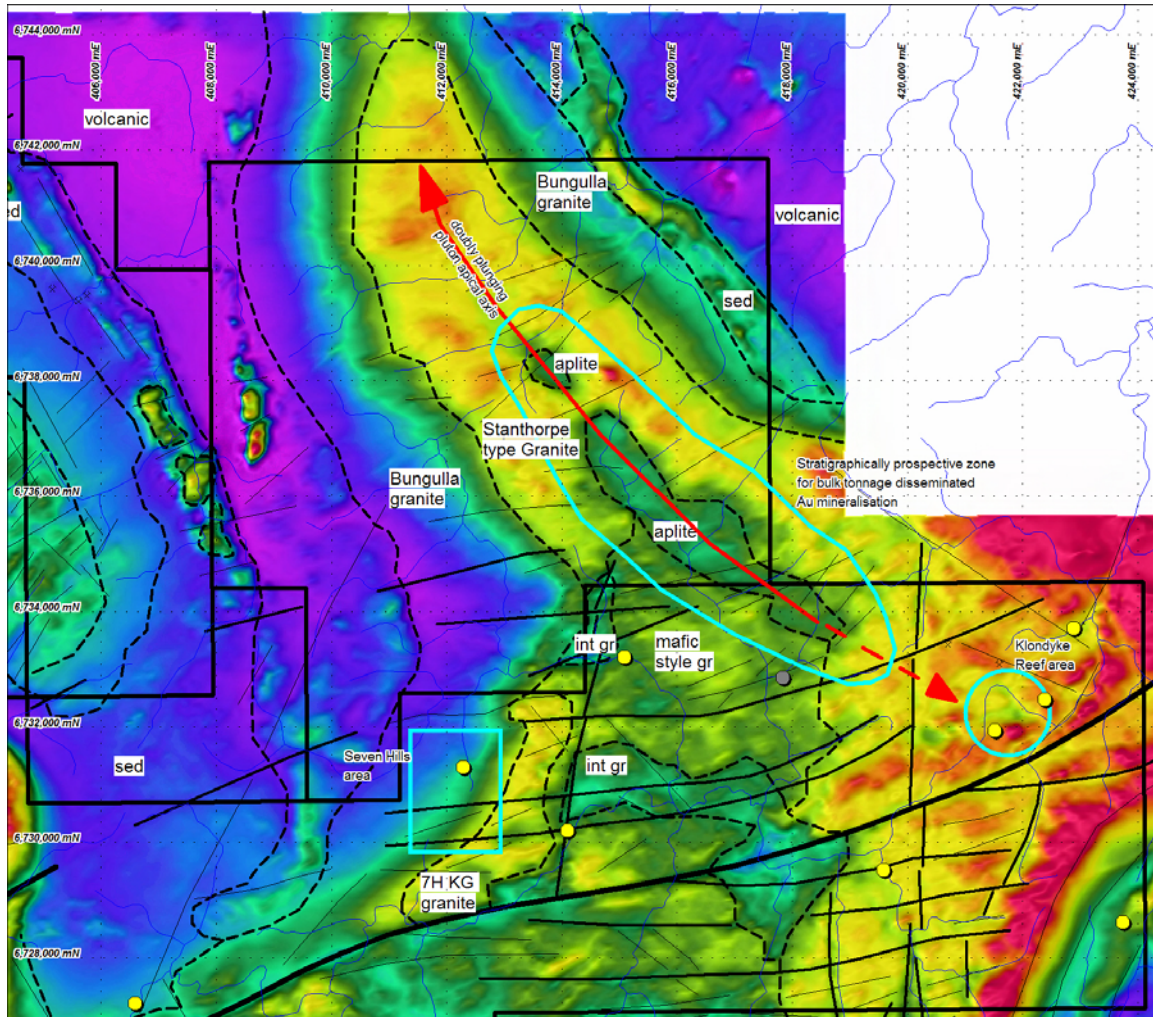 6,744,000 mN
406,000 mE
408,000 mE
410,000 mE
412,000 mE
414,000 mE
416,000 mE
418,000 mE
420,000 mE
422,000 mE
424,000 mE
volcanic
6,742,000 mN
Bungulla
granite
volcanic
ed
doubly plunging
pluton apical axis
6,740,000 mN
sed
aplite
6,738,000 mN
Stanthorpe
type Granite
Stratigraphically prospective zone
for bulk tonnage disseminated
Au mineralisation
Bungulla
granite
6,736,000 mN
aplite
6,734,000 mN
int gr
mafic
style gr
Klondyke
Reef area
6,732,000 mN
sed
Seven Hills
area
int gr
6,730,000 mN
7H KG
granite
6,728,000 mN